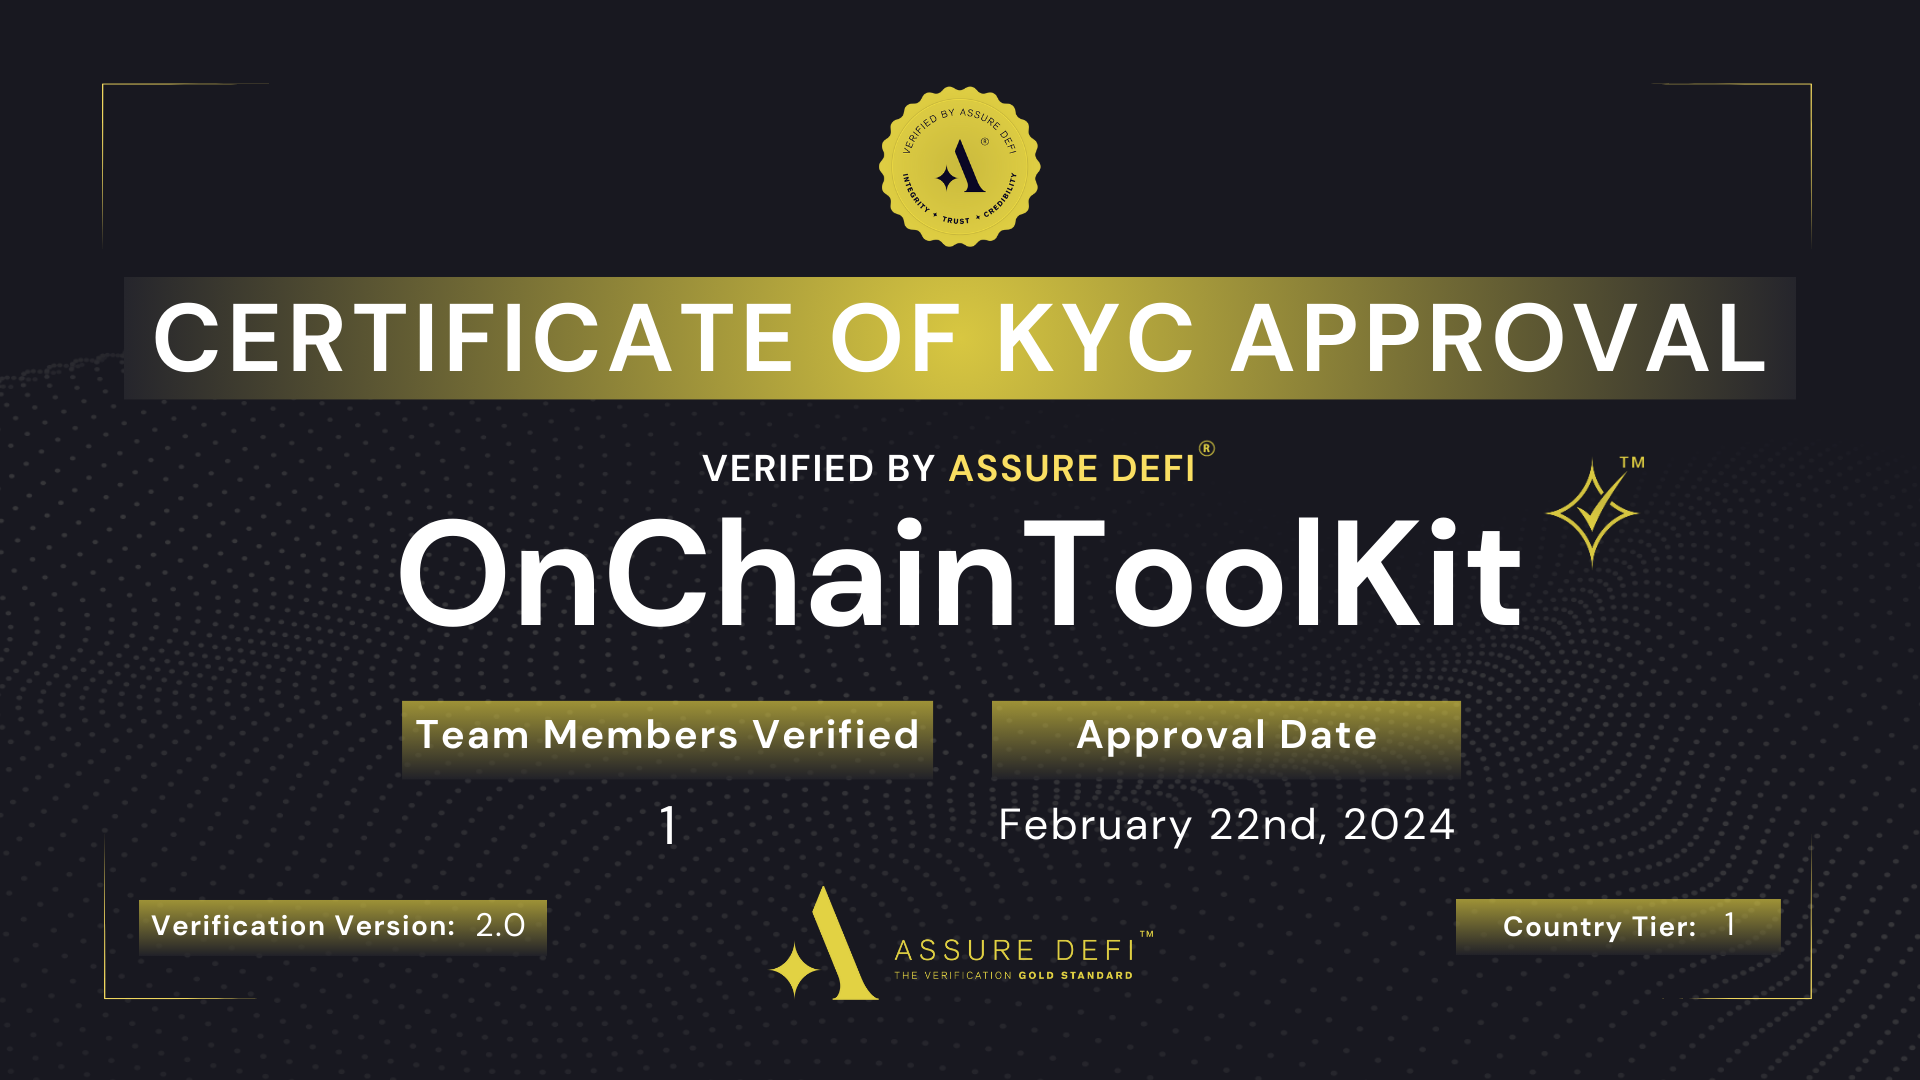 VERIFIED BY ASSURE DEFI
A ®
INTEGRITY ✦ TRUST ✦ CREDIBILITY
CERTIFICATE OF KYC APPROVAL
VERIFIED BY ASSURE DEFI®
OnChainToolKit ™
Team Members Verified
1
Approval Date
February 22nd, 2024
Verification Version: 2.0
ASSURE DEFI™
THE VERIFICATION GOLD STANDARD
Country Tier: 1